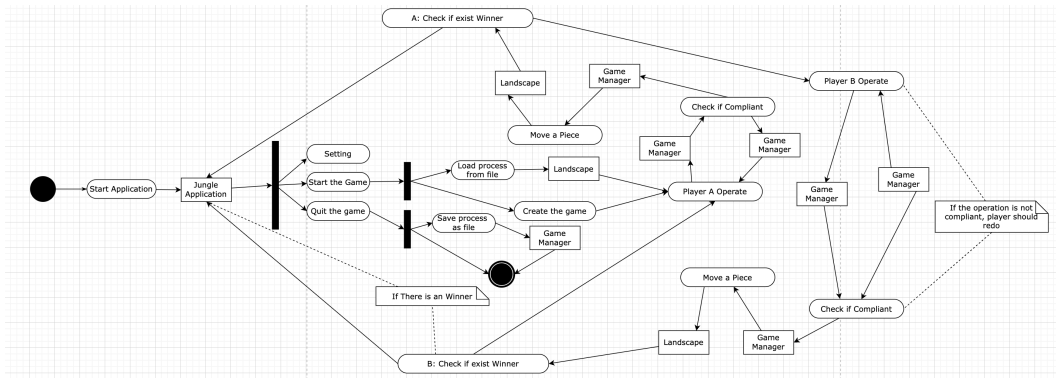 A: Check if exist Winner
Game
Manager
Landscape
Player B Operate
Check if Compliant
Move a Piece
Game
Manager
Game
Manager
Setting
Load process
from file
Landscape
Start Application
Jungle
Application
Start the Game
Player A Operate
Game
Manager
Game
Manager
Quit the game
Create the game
Save process
as file
Game
Manager
If the operation is not
compliant, player should
redo
Move a Piece
If There is an Winner
Check if Compliant
Landscape
Game
Manager
B: Check if exist Winner